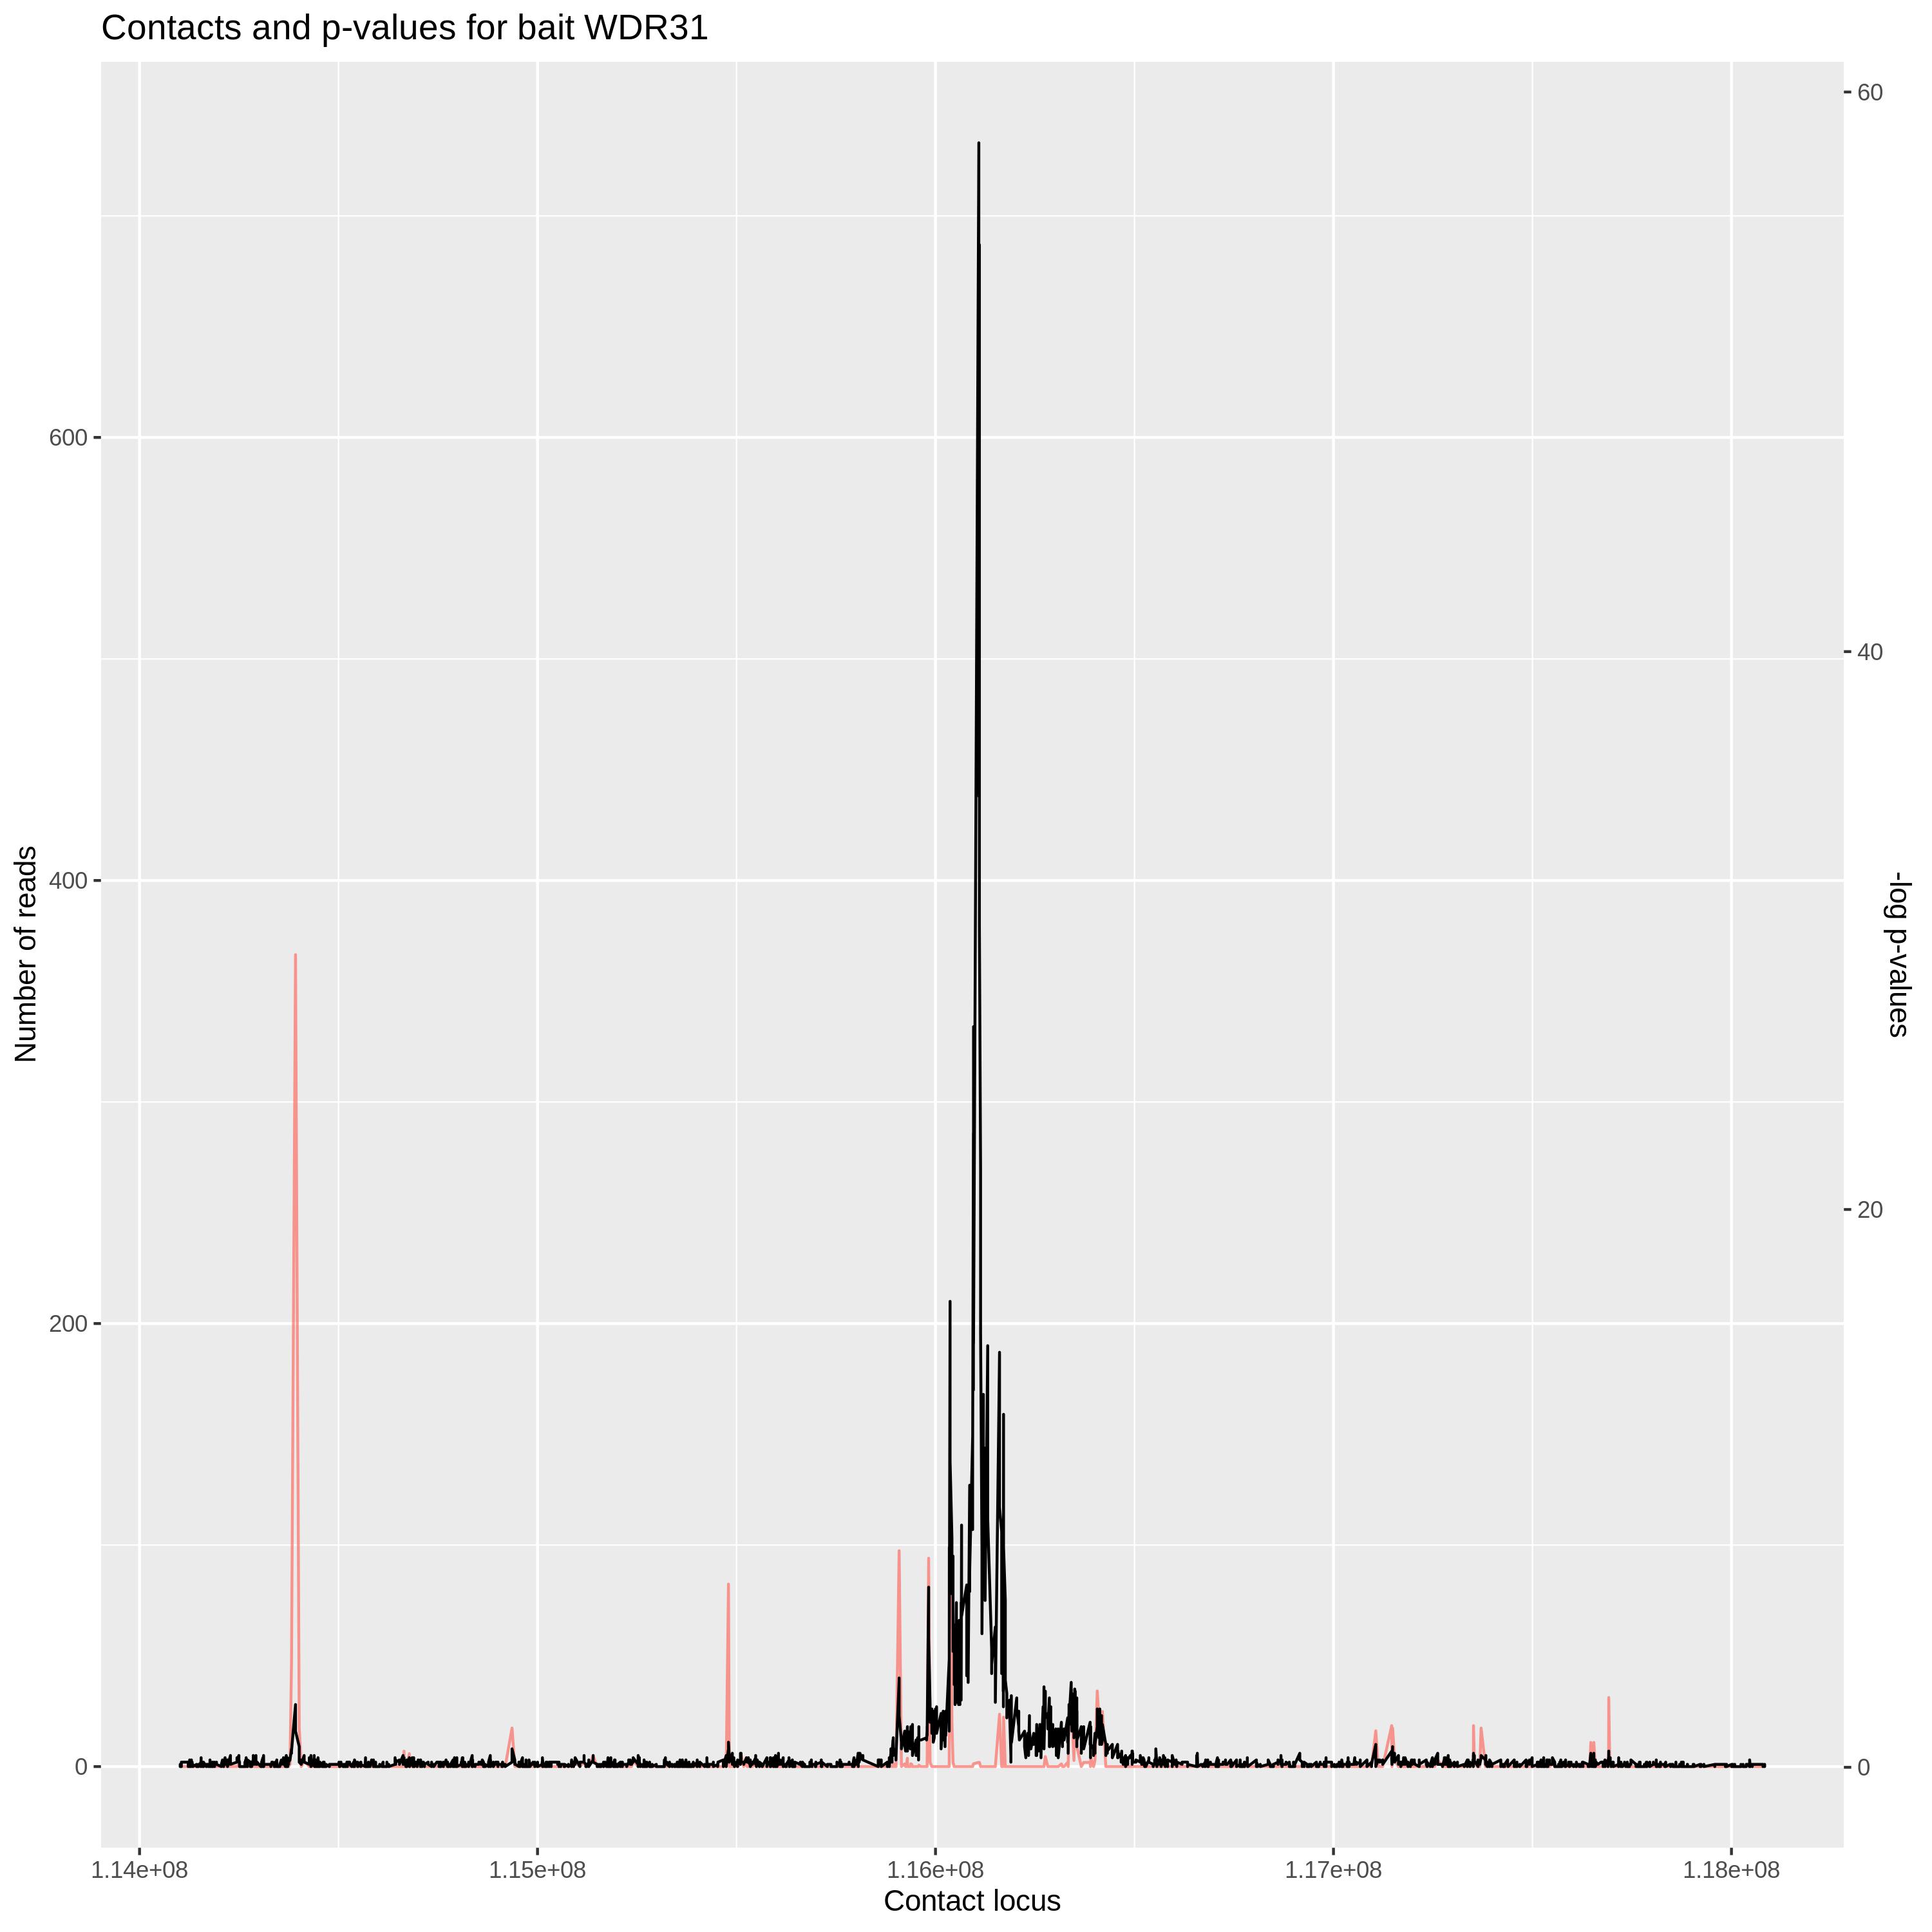 Contacts and p-values for bait WDR31
60
600
40
400
20
200
0
0
Number of reads
-log p-values
1.14e+08
1.15e+08
1.16e+08
1.17e+08
1.18e+08
Contact locus